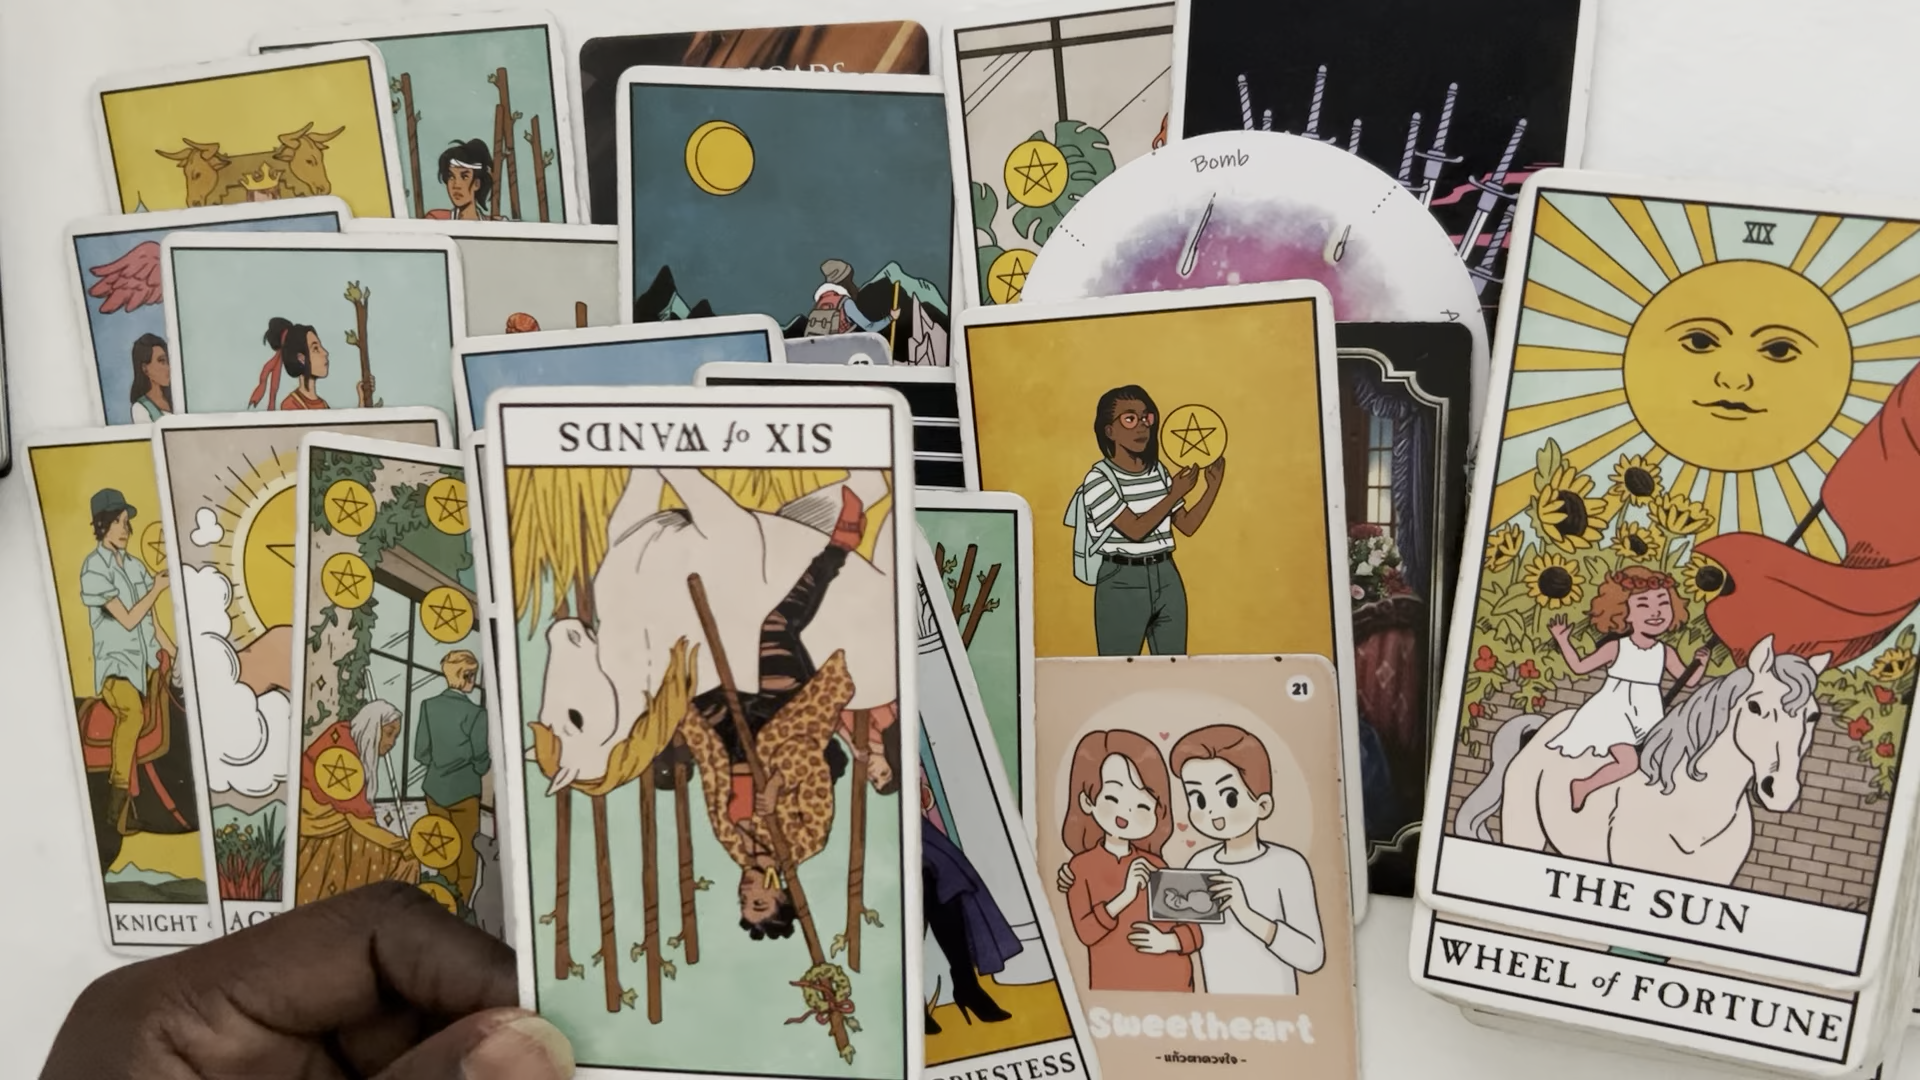 Bomb
XIX
SIX of WANDS
21
KNIGHT
THE SUN
WHEEL of FORTUNE
Sweetheart
- แก้วตาดวงใจ -